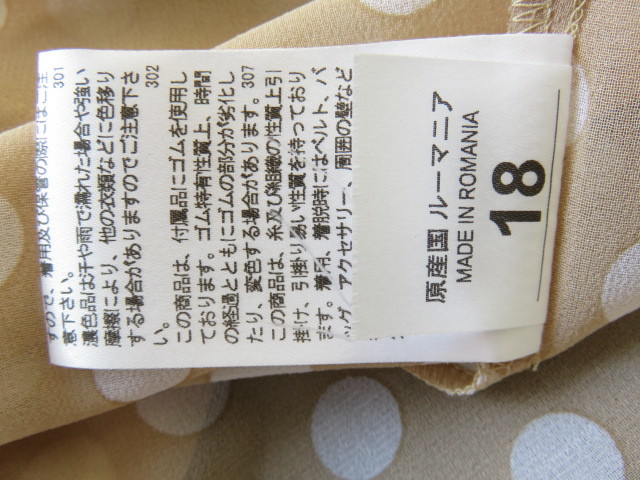 すので、着用及び保管の際にはご注
意下さい。 301
濃色品は汗や雨で濡れた場合や強い
摩擦により、他の衣類などに色移り
する場合がありますのでご注意下さ
い。 302
この商品は、付属品にゴムを使用し
ております。ゴム特有性質上、時間
の経過とともにゴムの部分が劣化し
たり、変色する場合があります。307
この商品は、糸及び組織の性質上引
掛け、引掛り易い性質を持っており
ます。着用、着脱時にはベルト、バ
ッグ、アクセサリー、周囲の壁など
原産国 ルーマニア
MADE IN ROMANIA
18